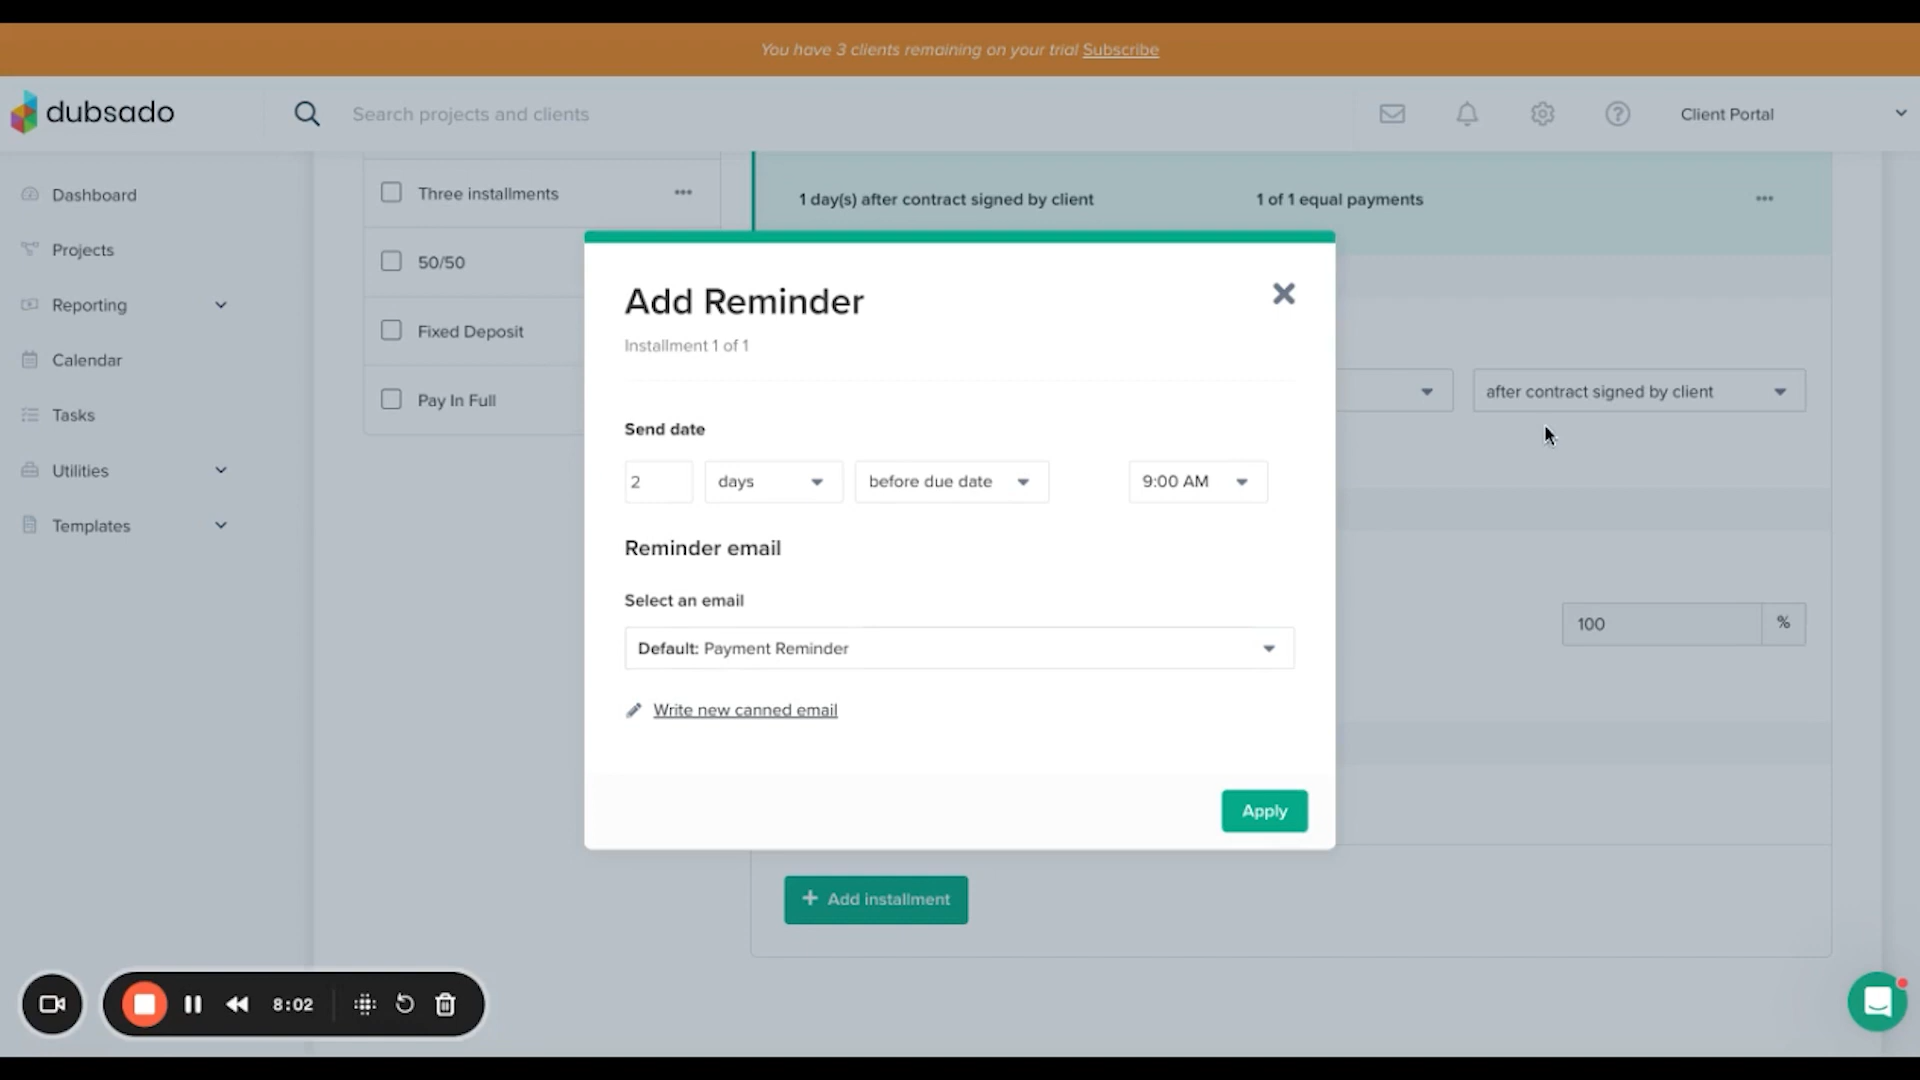 You have 3 clients remaining on your trial Subscribe
dubsado
Search projects and clients
Client Portal
Dashboard
Projects
Reporting
Calendar
Tasks
Utilities
Templates
Three installments
50/50
Fixed Deposit
Pay In Full
1 day(s) after contract signed by client
1 of 1 equal payments
Add Reminder
Installment 1 of 1
Send date
2
days
before due date
9:00 AM
Reminder email
Select an email
Default: Payment Reminder
Write new canned email
Apply
after contract signed by client
100
%
+ Add installment
8:02